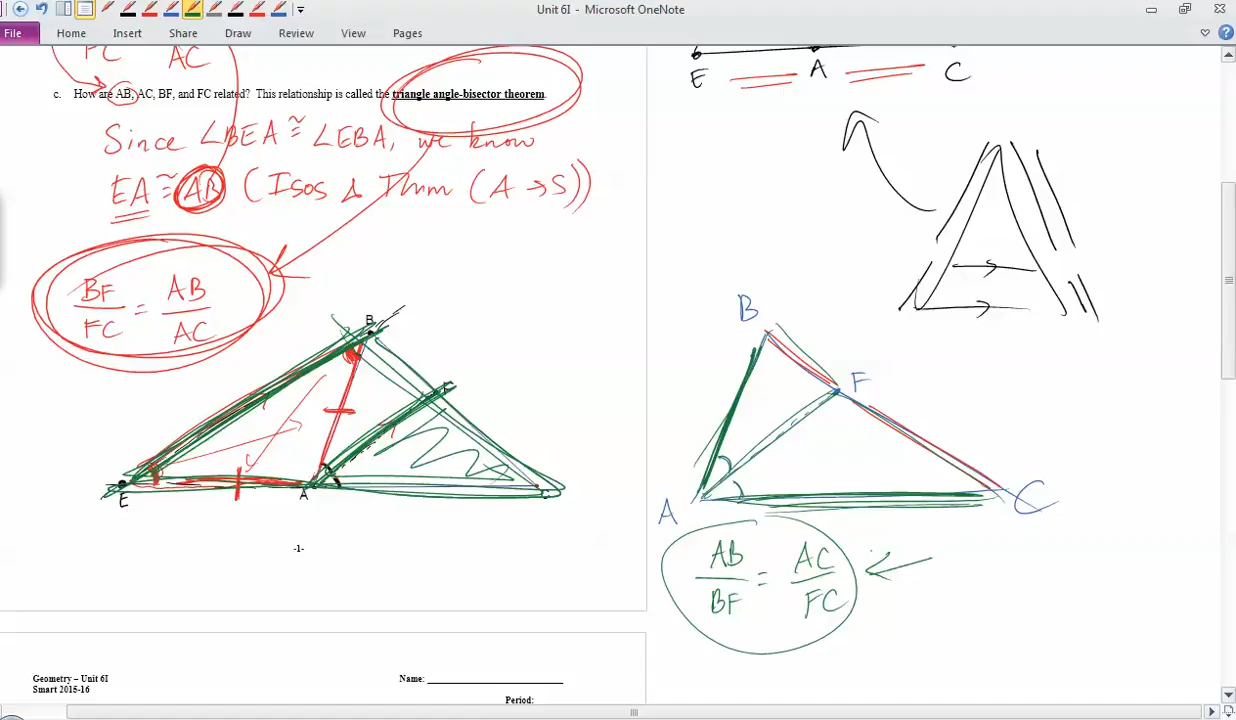 Unit 6I - Microsoft OneNote
File Home Insert Share Draw Review View Pages
FC AC
E A C
c. How are AB, AC, BF, and FC related? This relationship is called the triangle angle-bisector theorem.
Since ∠BEA ≅ ∠EBA, we know
EA ≅ AB (Isos Δ Thm (A → S))
BF/FC = AB/AC
B
F
E
A
C
B
F
A
C
AB/BF = AC/FC
-1-
Geometry – Unit 6I
Smart 2015-16
Name:
Period: